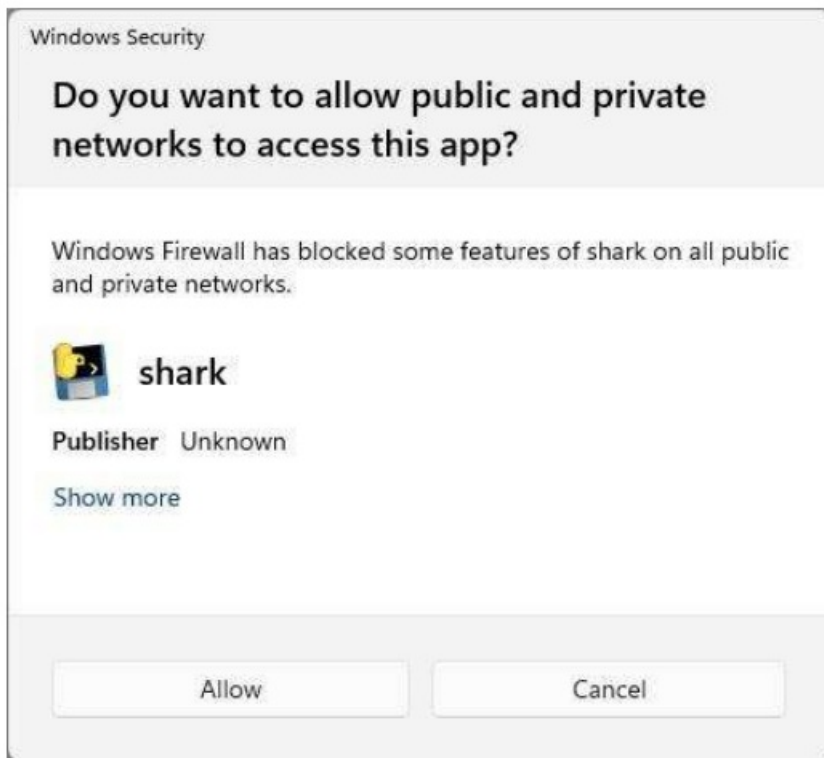 Windows Security
Do you want to allow public and private
networks to access this app?
Windows Firewall has blocked some features of shark on all public
and private networks.
shark
Publisher Unknown
Show more
Allow
Cancel